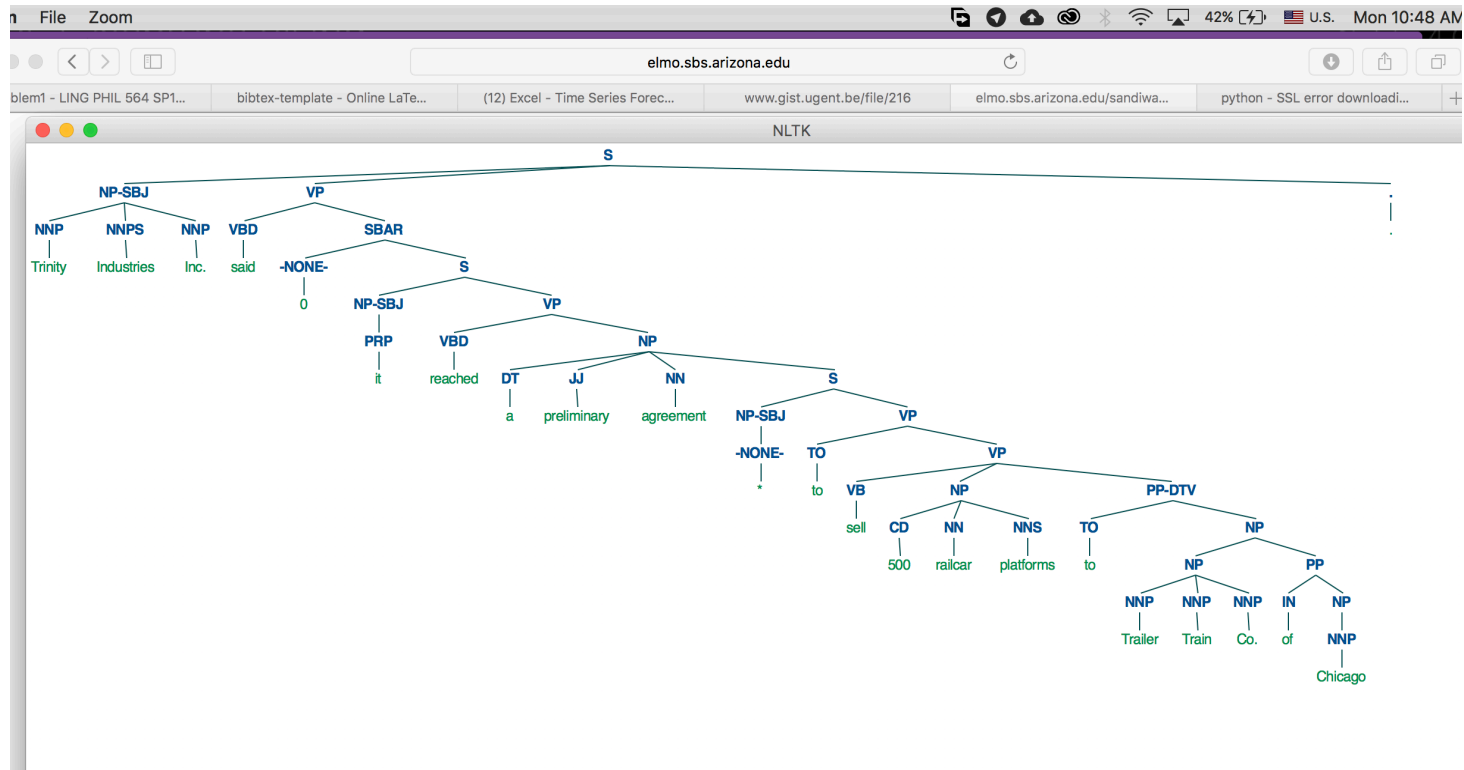 n File Zoom 42% U.S. Mon 10:48 AM
elmo.sbs.arizona.edu
blem1 - LING PHIL 564 SP1... bibtex-template - Online LaTe... (12) Excel - Time Series Forec... www.gist.ugent.be/file/216 elmo.sbs.arizona.edu/sandiwa... python - SSL error downloadi... +
NLTK
S
NP-SBJ VP .
NNP NNPS NNP VBD SBAR .
Trinity Industries Inc. said -NONE- S
0 NP-SBJ VP
PRP VBD NP
it reached DT JJ NN S
a preliminary agreement NP-SBJ VP
-NONE- TO VP
* to VB NP PP-DTV
sell CD NN NNS TO NP
500 railcar platforms to NP PP
NNP NNP NNP IN NP
Trailer Train Co. of NNP
Chicago